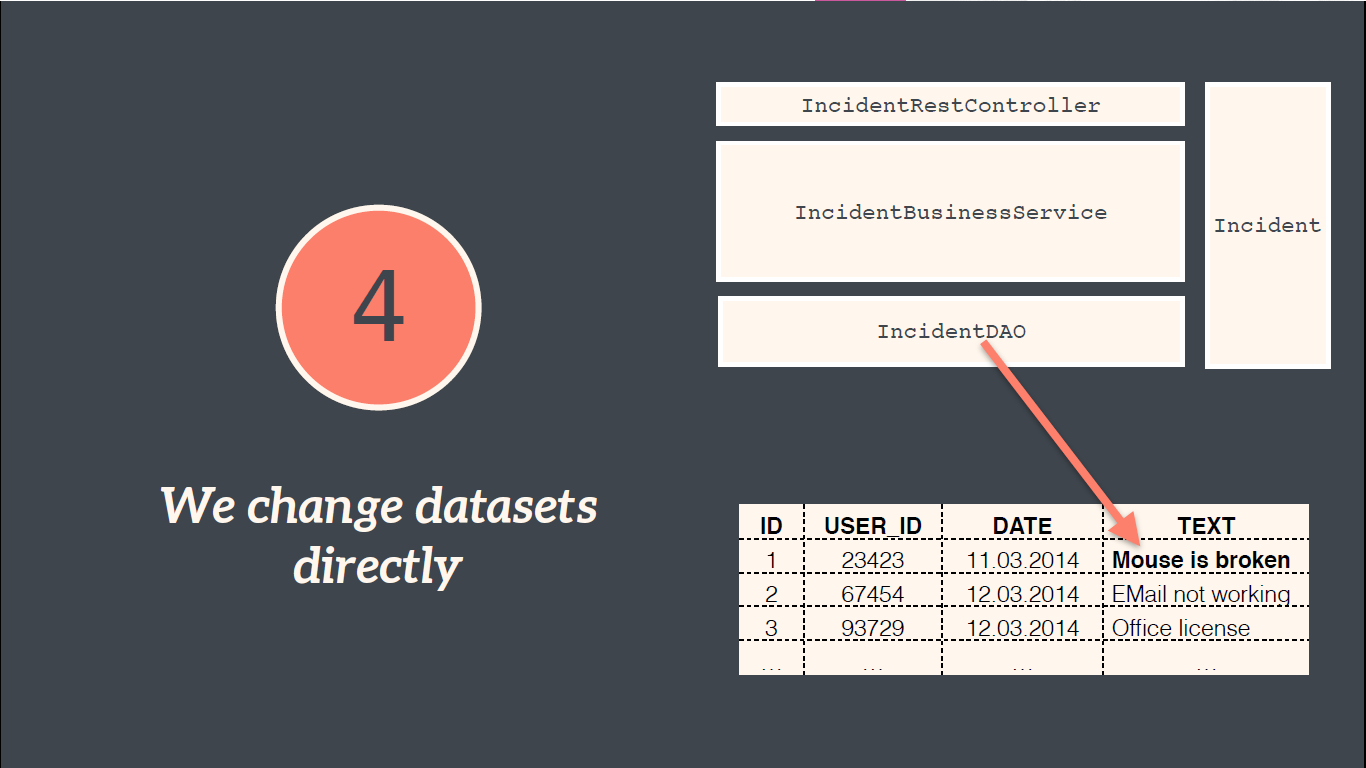 4
We change datasets
directly
IncidentRestController
IncidentBusinessService
IncidentDAO
Incident
ID USER_ID DATE TEXT
1 23423 11.03.2014 Mouse is broken
2 67454 12.03.2014 EMail not working
3 93729 12.03.2014 Office license
... ... ... ...